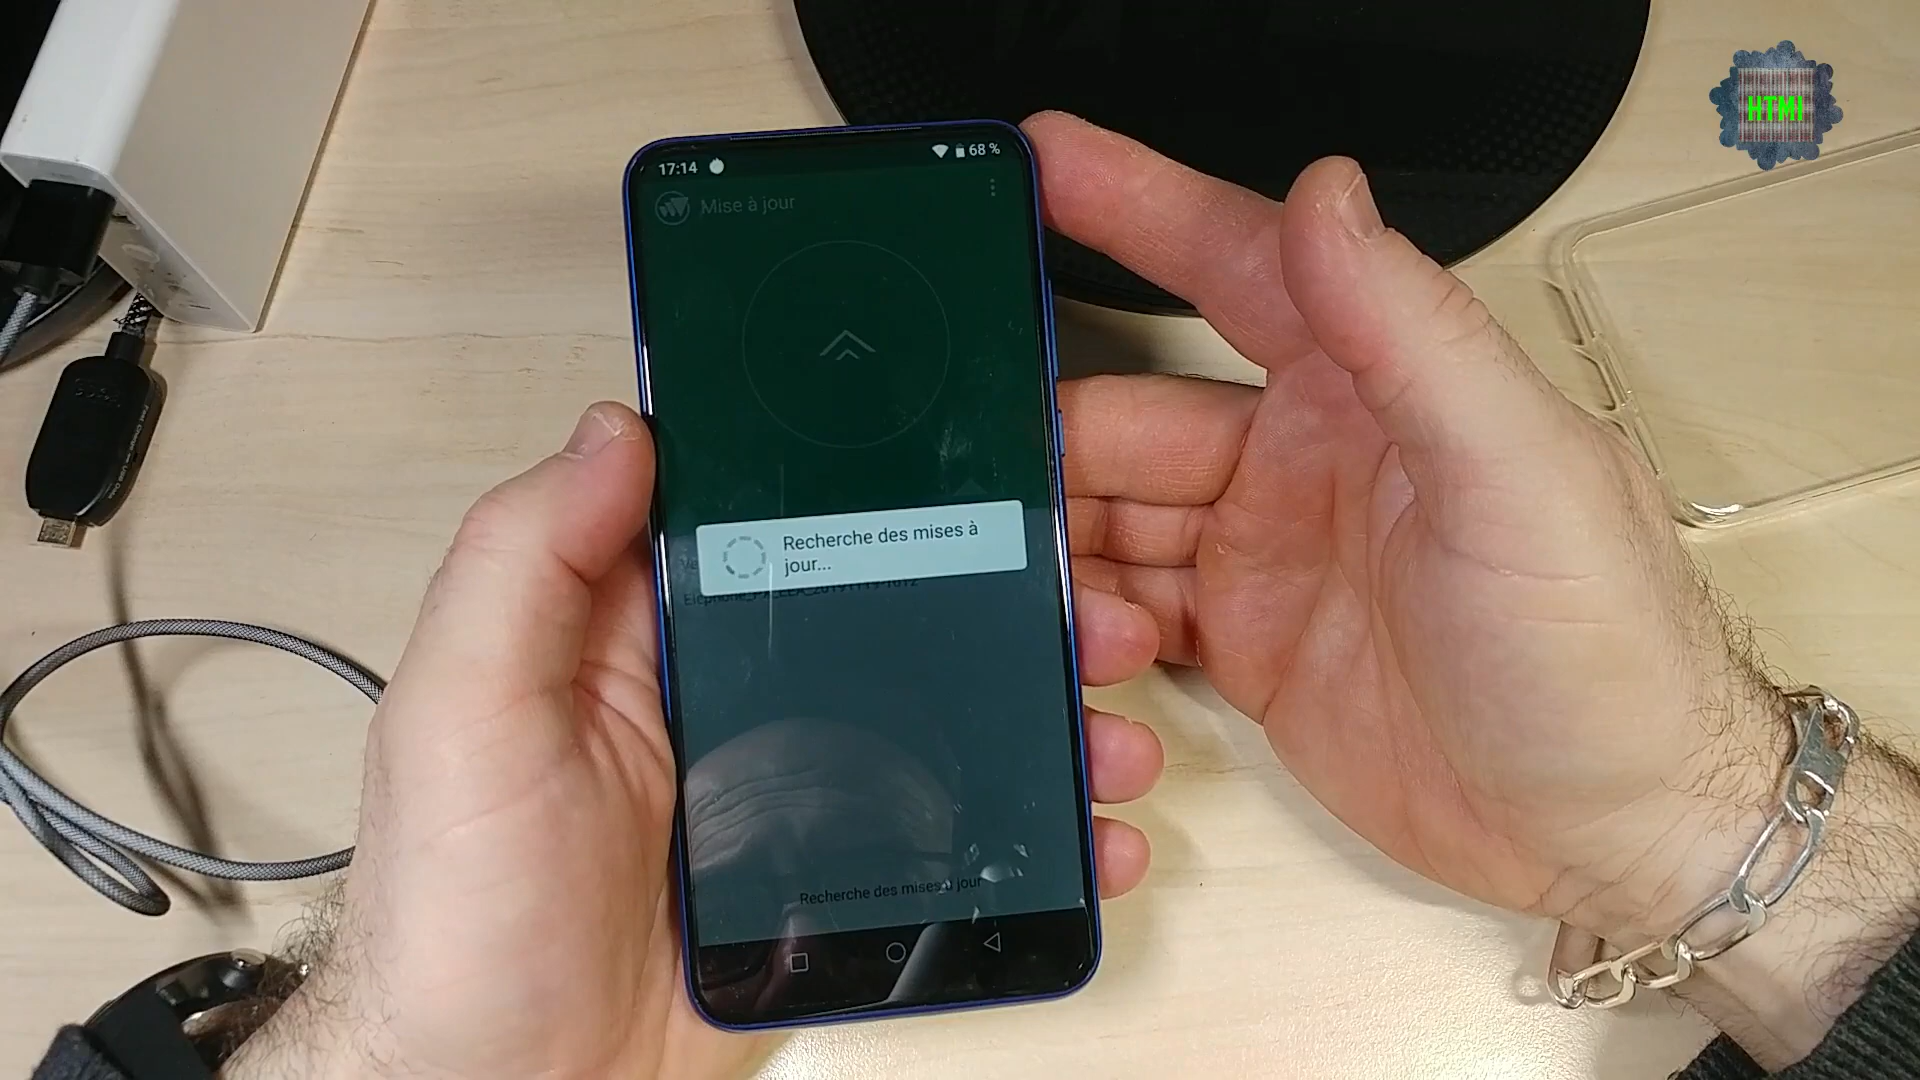 HTMI
17:14
68 %
Mise à jour
Recherche des mises à
jour...
Recherche des mises à jour